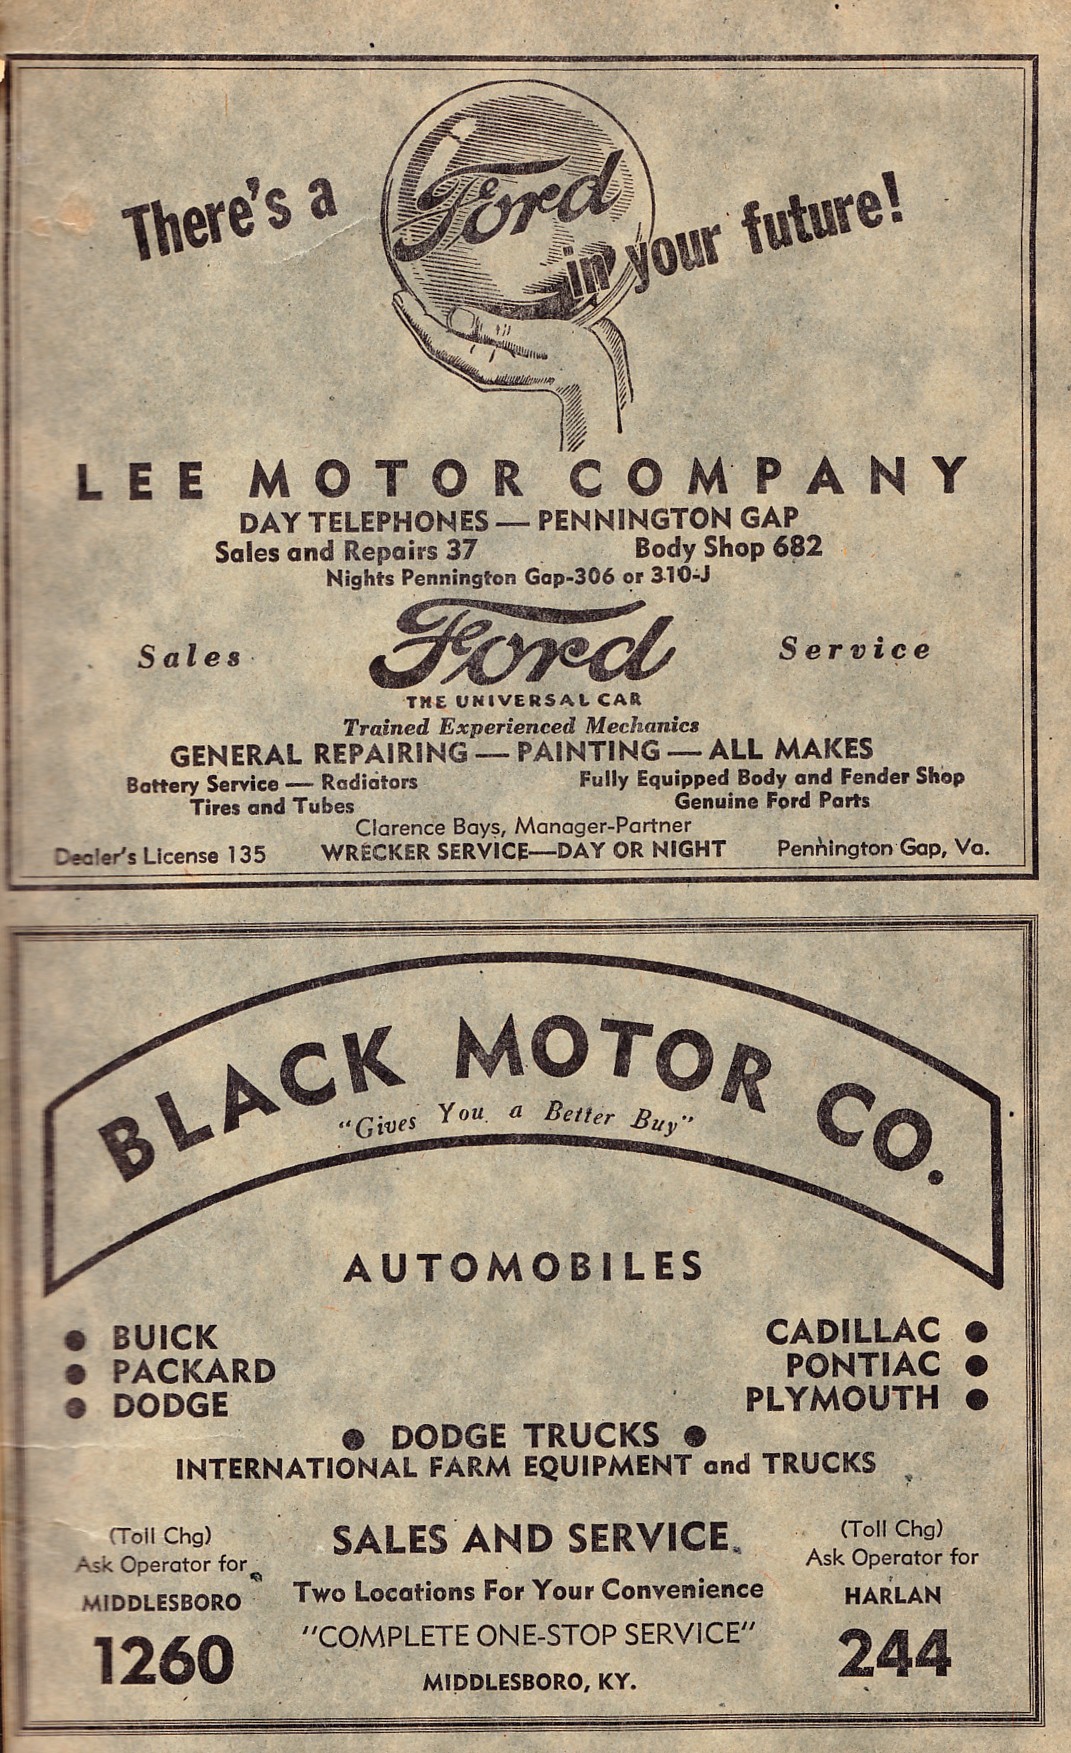 There's a Ford in your future!
LEE MOTOR COMPANY
DAY TELEPHONES — PENNINGTON GAP
Sales and Repairs 37 Body Shop 682
Nights Pennington Gap-306 or 310-J
Sales Ford Service
THE UNIVERSAL CAR
Trained Experienced Mechanics
GENERAL REPAIRING — PAINTING — ALL MAKES
Battery Service — Radiators Fully Equipped Body and Fender Shop
Tires and Tubes Genuine Ford Parts
Clarence Bays, Manager-Partner
Dealer's License 135 WRECKER SERVICE—DAY OR NIGHT Pennington Gap, Va.
BLACK MOTOR CO.
"Gives You a Better Buy"
AUTOMOBILES
● BUICK CADILLAC ●
● PACKARD PONTIAC ●
● DODGE PLYMOUTH ●
● DODGE TRUCKS ●
INTERNATIONAL FARM EQUIPMENT and TRUCKS
(Toll Chg) SALES AND SERVICE (Toll Chg)
Ask Operator for Ask Operator for
MIDDLESBORO Two Locations For Your Convenience HARLAN
1260 "COMPLETE ONE-STOP SERVICE" 244
MIDDLESBORO, KY.